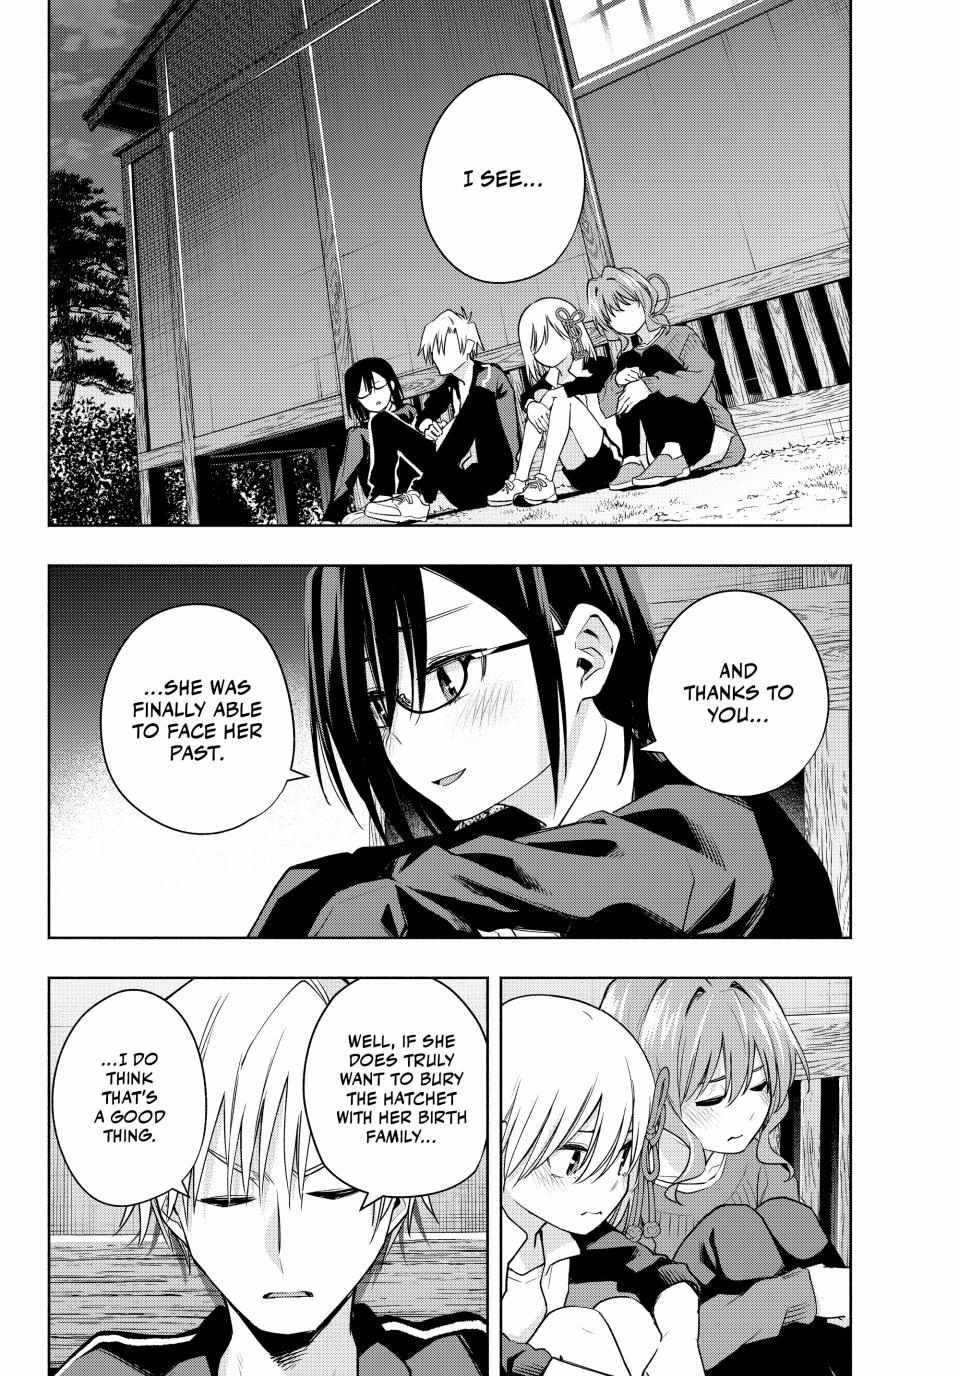 I SEE...
AND
THANKS TO
YOU...
...SHE WAS
FINALLY ABLE
TO FACE HER
PAST.
WELL, IF SHE
DOES TRULY
WANT TO BURY
THE HATCHET
WITH HER BIRTH
FAMILY...
...I DO
THINK
THAT'S
A GOOD
THING.